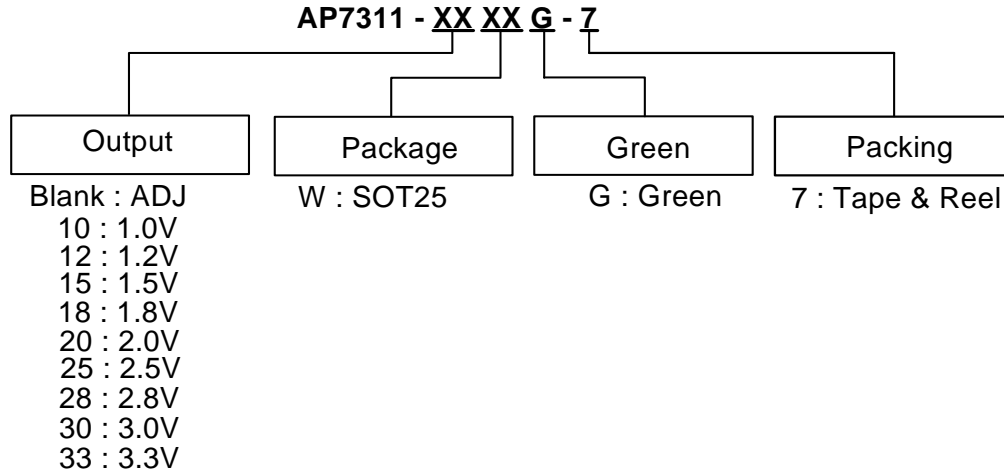 AP7311 - XX XX G - 7
Output
Package
Green
Packing
Blank : ADJ
10 : 1.0V
12 : 1.2V
15 : 1.5V
18 : 1.8V
20 : 2.0V
25 : 2.5V
28 : 2.8V
30 : 3.0V
33 : 3.3V
W : SOT25
G : Green
7 : Tape & Reel